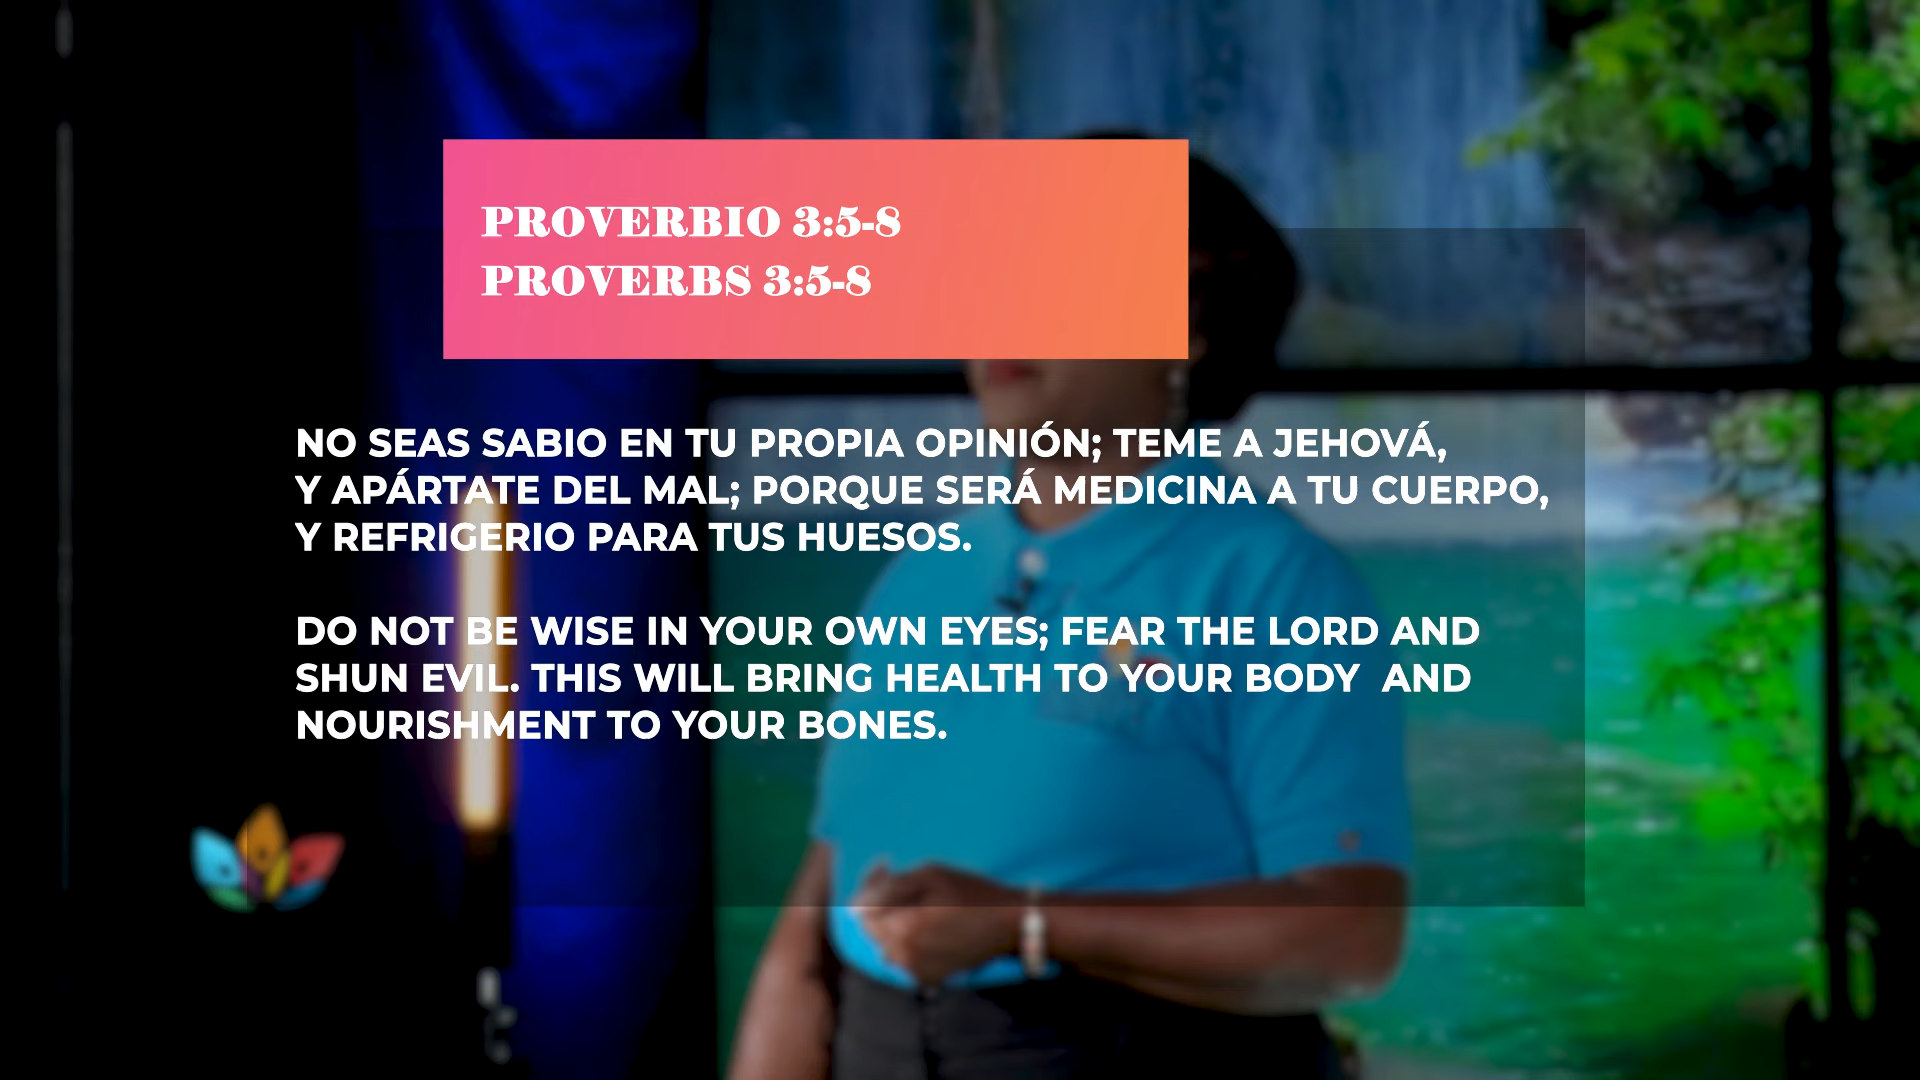 PROVERBIO 3:5-8
PROVERBS 3:5-8
NO SEAS SABIO EN TU PROPIA OPINIÓN; TEME A JEHOVÁ,
Y APÁRTATE DEL MAL; PORQUE SERÁ MEDICINA A TU CUERPO,
Y REFRIGERIO PARA TUS HUESOS.
DO NOT BE WISE IN YOUR OWN EYES; FEAR THE LORD AND
SHUN EVIL. THIS WILL BRING HEALTH TO YOUR BODY  AND
NOURISHMENT TO YOUR BONES.